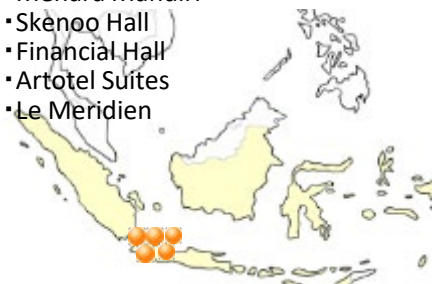 ▪Skenoo Hall
▪Financial Hall
▪Artotel Suites
▪Le Meridien